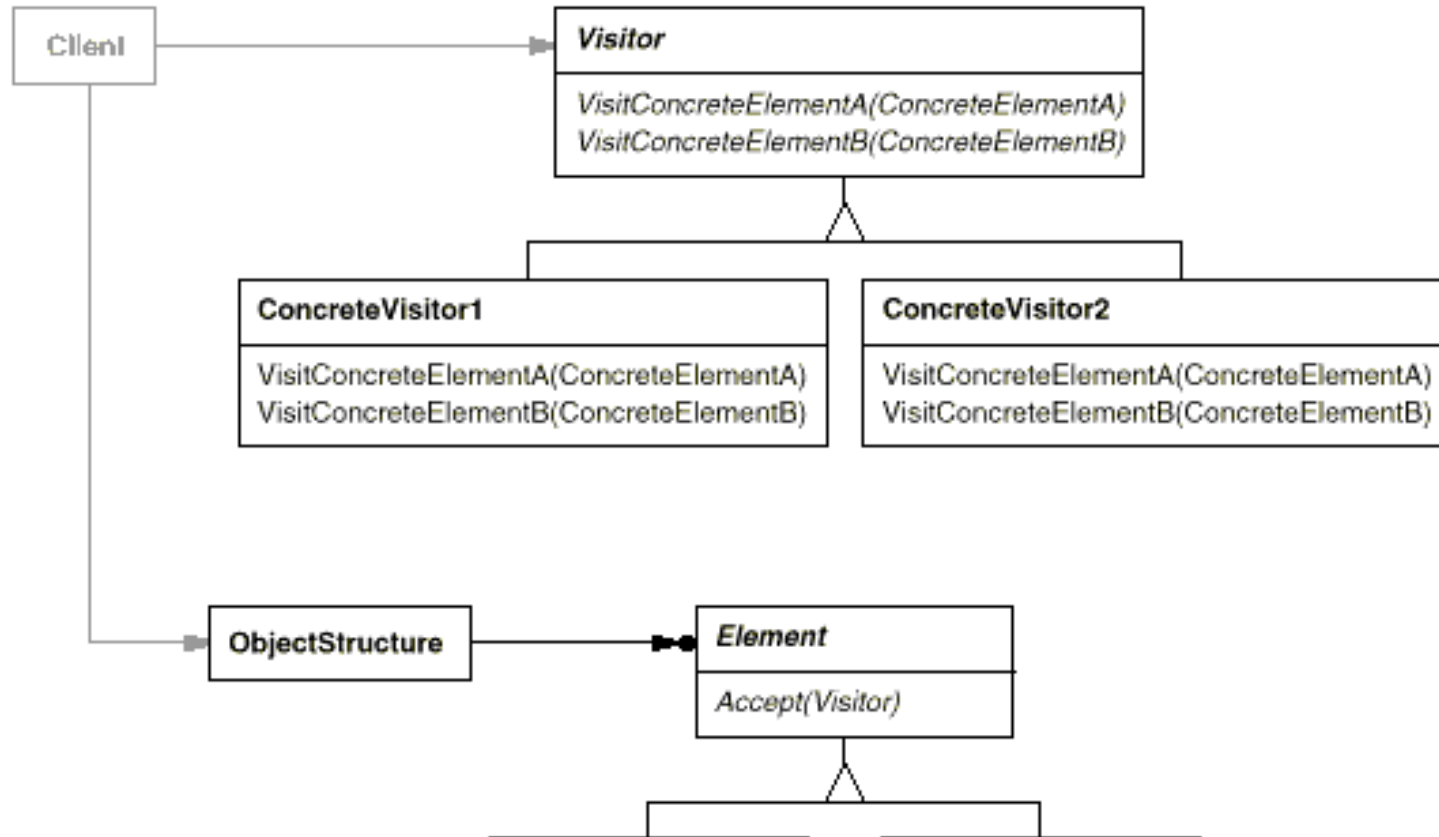 Client
Visitor
VisitConcreteElementA(ConcreteElementA)
VisitConcreteElementB(ConcreteElementB)
ConcreteVisitor1
VisitConcreteElementA(ConcreteElementA)
VisitConcreteElementB(ConcreteElementB)
ConcreteVisitor2
VisitConcreteElementA(ConcreteElementA)
VisitConcreteElementB(ConcreteElementB)
ObjectStructure
Element
Accept(Visitor)